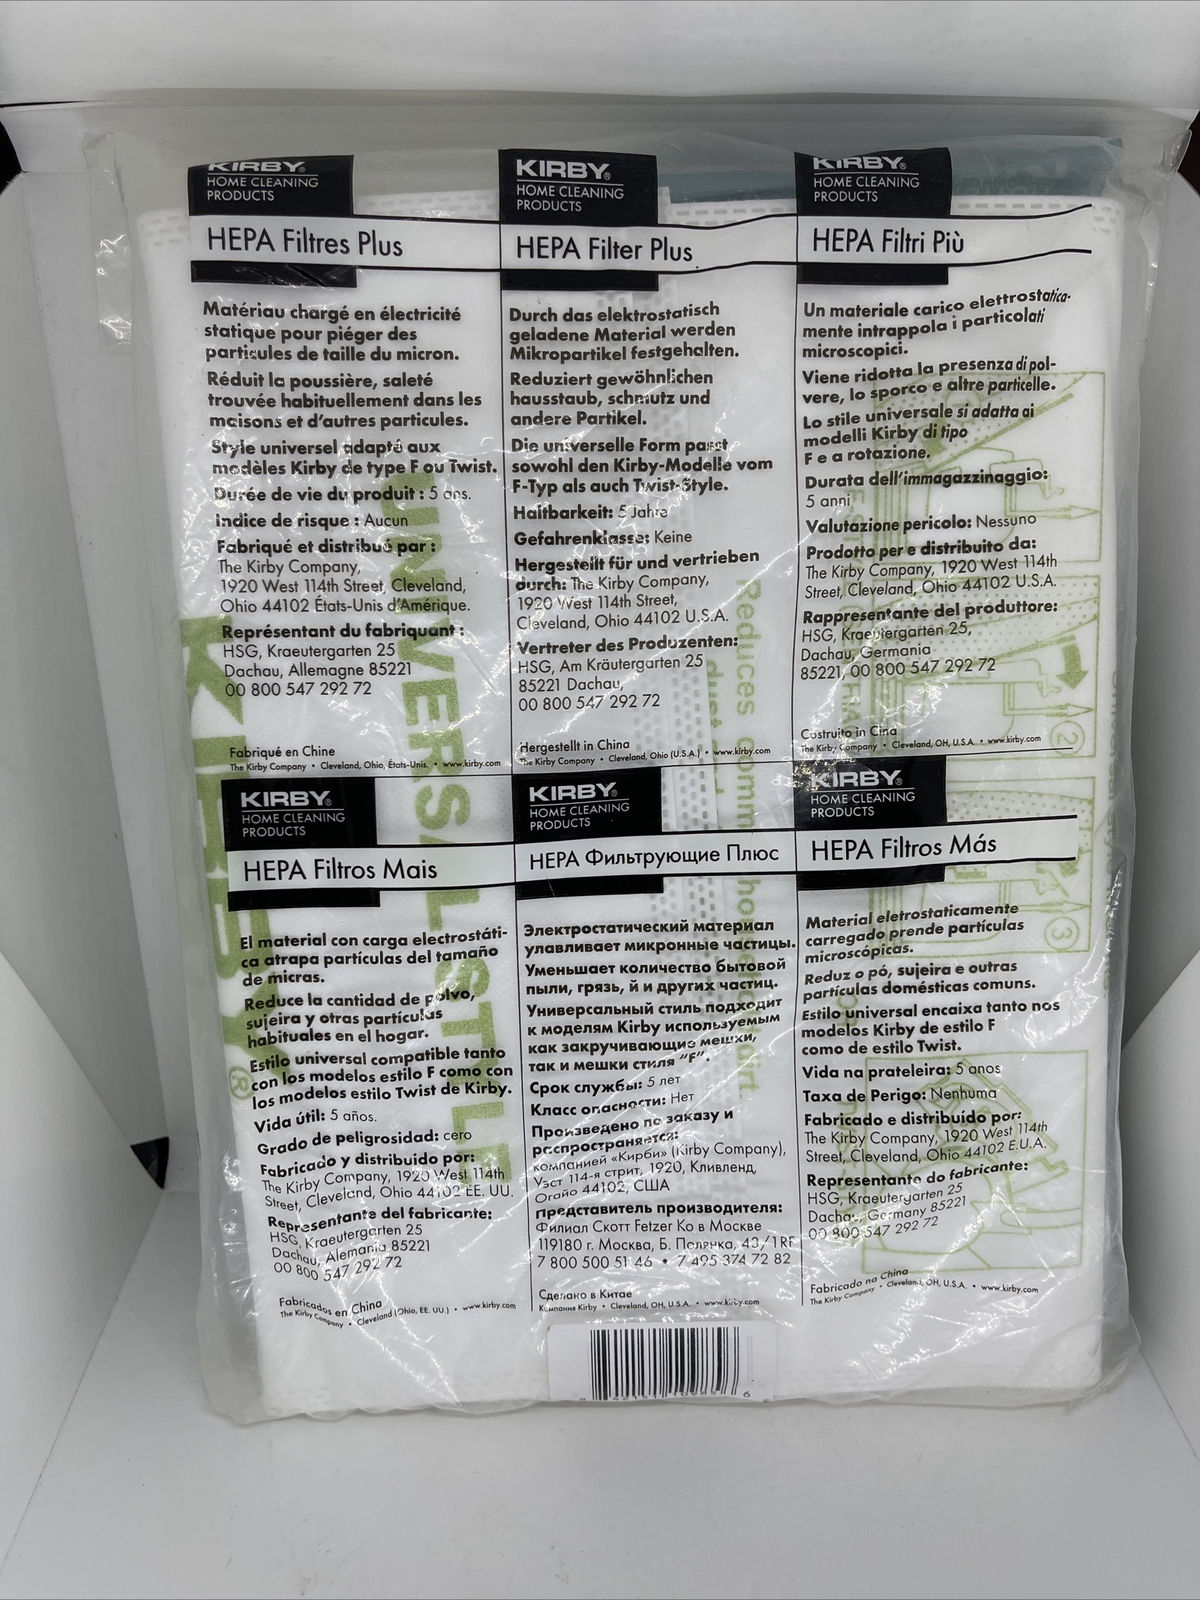 KIRBY®
HOME CLEANING
PRODUCTS
HEPA Filtres Plus
Matériau chargé en électricité
statique pour piéger des
particules de taille du micron.
Réduit la poussière, saleté
trouvée habituellement dans les
maisons et d'autres particules.
Style universel adapté aux
modèles Kirby de type F ou Twist.
Durée de vie du produit : 5 ans.
Indice de risque : Aucun
Fabriqué et distribué par :
The Kirby Company,
1920 West 114th Street, Cleveland,
Ohio 44102 États-Unis d'Amérique.
Représentant du fabriquant :
HSG, Kraeutergarten 25
Dachau, Allemagne 85221
00 800 547 292 72
Fabriqué en Chine
The Kirby Company • Cleveland, Ohio, États-Unis. • www.kirby.com
KIRBY®
HOME CLEANING
PRODUCTS
HEPA Filter Plus
Durch das elektrostatisch
geladene Material werden
Mikropartikel festgehalten.
Reduziert gewöhnlichen
hausstaub, schmutz und
andere Partikel.
Die universelle Form passt
sowohl den Kirby-Modelle vom
F-Typ als auch Twist-Style.
Haltbarkeit: 5 Jahre
Gefahrenklasse: Keine
Hergestellt für und vertrieben
durch: The Kirby Company,
1920 West 114th Street,
Cleveland, Ohio 44102 U.S.A.
Vertreter des Produzenten:
HSG, Am Kräutergarten 25
85221 Dachau,
00 800 547 292 72
Hergestellt in China
The Kirby Company • Cleveland, Ohio (U.S.A.) • www.kirby.com
KIRBY®
HOME CLEANING
PRODUCTS
HEPA Filtri Più
Un materiale carico elettrostatica-
mente intrappola i particolati
microscopici.
Viene ridotta la presenza di pol-
vere, lo sporco e altre particelle.
Lo stile universale si adatta ai
modelli Kirby di tipo
F e a rotazione.
Durata dell'immagazzinaggio:
5 anni
Valutazione pericolo: Nessuno
Prodotto per e distribuito da:
The Kirby Company, 1920 West 114th
Street, Cleveland, Ohio 44102 U.S.A.
Rappresentante del produttore:
HSG, Kraeutergarten 25,
Dachau, Germania
85221, 00 800 547 292 72
Costruito in Cina
The Kirby Company • Cleveland, OH, U.S.A. • www.kirby.com
KIRBY®
HOME CLEANING
PRODUCTS
HEPA Filtros Mais
El material con carga electrostáti-
ca atrapa partículas del tamaño
de micras.
Reduce la cantidad de polvo,
sujeira y otras partículas
habituales en el hogar.
Estilo universal compatible tanto
con los modelos estilo F como con
los modelos estilo Twist de Kirby.
Vida útil: 5 años.
Grado de peligrosidad: cero
Fabricado y distribuido por:
The Kirby Company, 1920 West 114th
Street, Cleveland, Ohio 44102 EE. UU.
Representante del fabricante:
HSG, Kraeutergarten 25
Dachau, Alemania 85221
00 800 547 292 72
Fabricados en China
The Kirby Company • Cleveland (Ohio, EE. UU.) • www.kirby.com
KIRBY®
HOME CLEANING
PRODUCTS
HEPA Фильтрующие Плюс
Электростатический материал
улавливает микронные частицы.
Уменьшает количество бытовой
пыли, грязь, й и других частиц.
Универсальный стиль подходит
к моделям Kirby используемым
как закручивающие мешки,
так и мешки стиля "F".
Срок службы: 5 лет
Класс опасности: Нет
Произведено по заказу и
распространяется:
компанией «Кирби» (Kirby Company),
Уэст 114-я стрит, 1920, Кливленд,
Огайо 44102, США
Представитель производителя:
Филиал Скотт Fetzer Ко в Москве
119180 г. Москва, Б. Полянка, 43/1RF
7 800 500 51 46 • 7 495 374 72 82
Сделано в Китае
Компания Kirby • Cleveland, OH, U.S.A. • www.kirby.com
KIRBY®
HOME CLEANING
PRODUCTS
HEPA Filtros Más
Material eletrostaticamente
carregado prende partículas
microscópicas.
Reduz o pó, sujeira e outras
partículas domésticas comuns.
Estilo universal encaixa tanto nos
modelos Kirby de estilo F
como de estilo Twist.
Vida na prateleira: 5 anos
Taxa de Perigo: Nenhuma
Fabricado e distribuído por:
The Kirby Company, 1920 West 114th
Street, Cleveland, Ohio 44102 E.U.A.
Representante do fabricante:
HSG, Kraeutergarten 25
Dachau, Germany 85221
00 800 547 292 72
Fabricado na China
The Kirby Company • Cleveland, OH, U.S.A. • www.kirby.com
KIRBY®
UNIVERSAL STYLE
Reduces comm household
dust
dirt
2
3